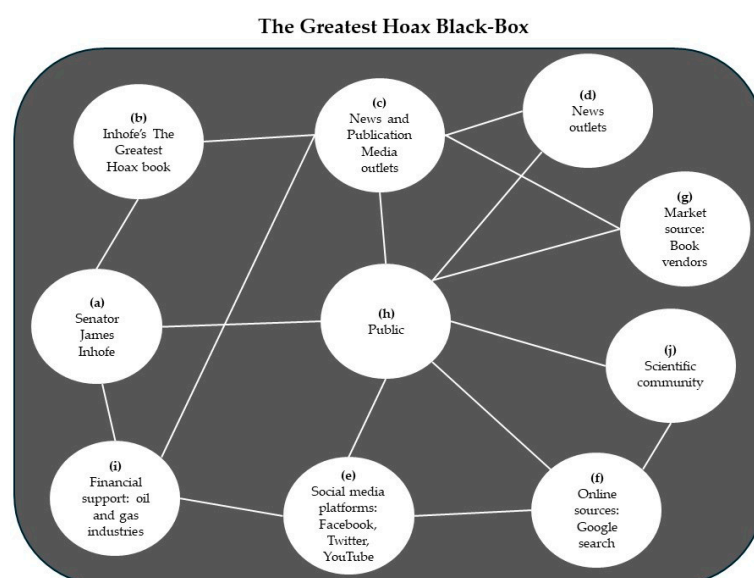 The Greatest Hoax Black-Box
(b)
Inhofe's The
Greatest
Hoax book
(c)
News and
Publication
Media
outlets
(d)
News
outlets
(g)
Market
source:
Book
vendors
(a)
Senator
James
Inhofe
(h)
Public
(j)
Scientific
community
(i)
Financial
support: oil
and gas
industries
(e)
Social media
platforms:
Facebook,
Twitter,
YouTube
(f)
Online
sources:
Google
search